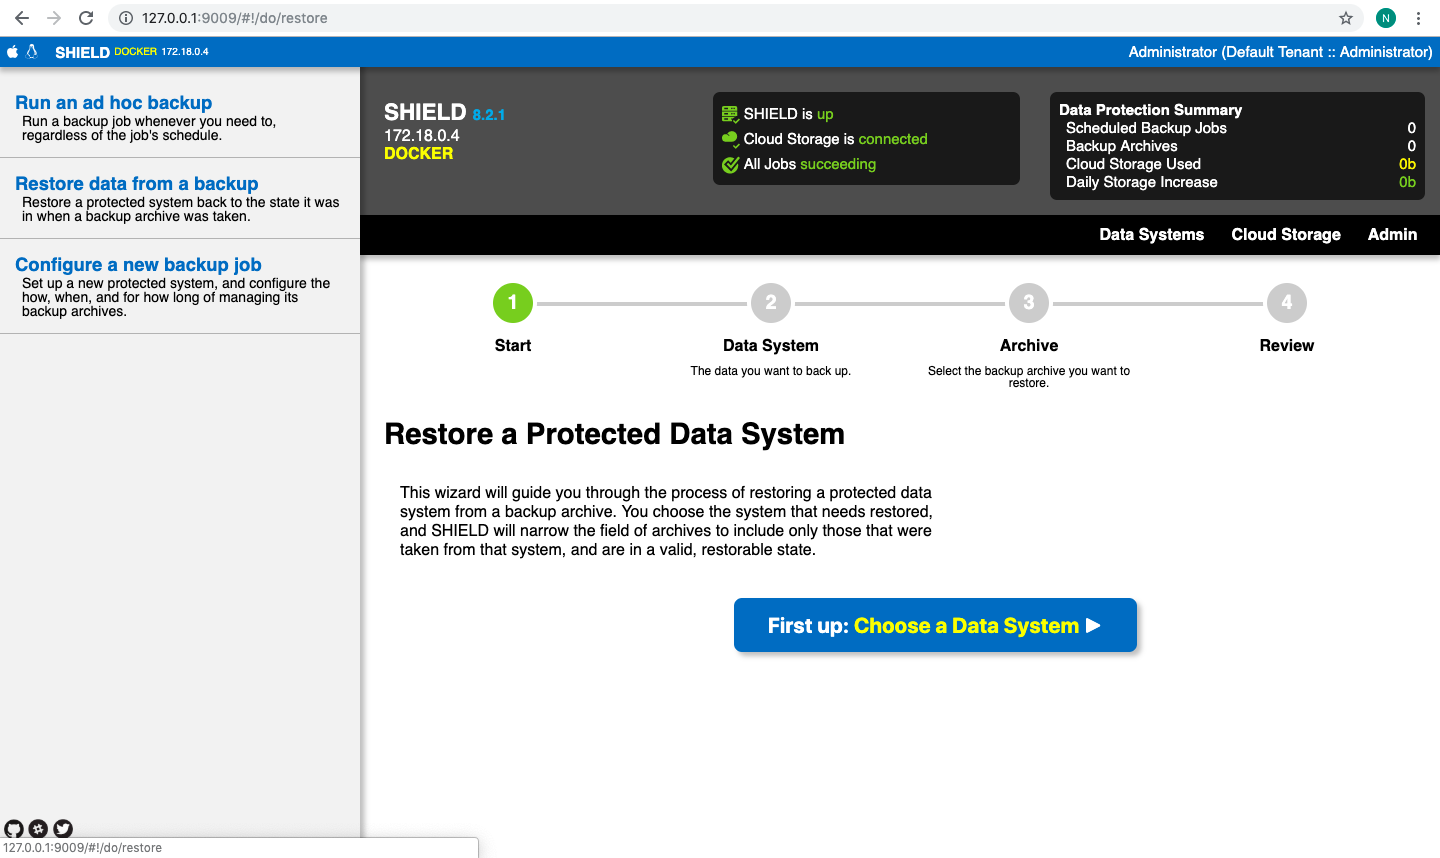 127.0.0.1:9009/#!/do/restore
N
SHIELD DOCKER 172.18.0.4
Administrator (Default Tenant :: Administrator)
Run an ad hoc backup
Run a backup job whenever you need to,
regardless of the job's schedule.
Restore data from a backup
Restore a protected system back to the state it was
in when a backup archive was taken.
Configure a new backup job
Set up a new protected system, and configure the
how, when, and for how long of managing its
backup archives.
SHIELD 8.2.1
172.18.0.4
DOCKER
SHIELD is up
Cloud Storage is connected
All Jobs succeeding
Data Protection Summary
Scheduled Backup Jobs 0
Backup Archives 0
Cloud Storage Used 0b
Daily Storage Increase 0b
Data Systems Cloud Storage Admin
1 2 3 4
Start Data System Archive Review
The data you want to back up.
Select the backup archive you want to
restore.
Restore a Protected Data System
This wizard will guide you through the process of restoring a protected data
system from a backup archive. You choose the system that needs restored,
and SHIELD will narrow the field of archives to include only those that were
taken from that system, and are in a valid, restorable state.
First up: Choose a Data System
127.0.0.1:9009/#!/do/restore